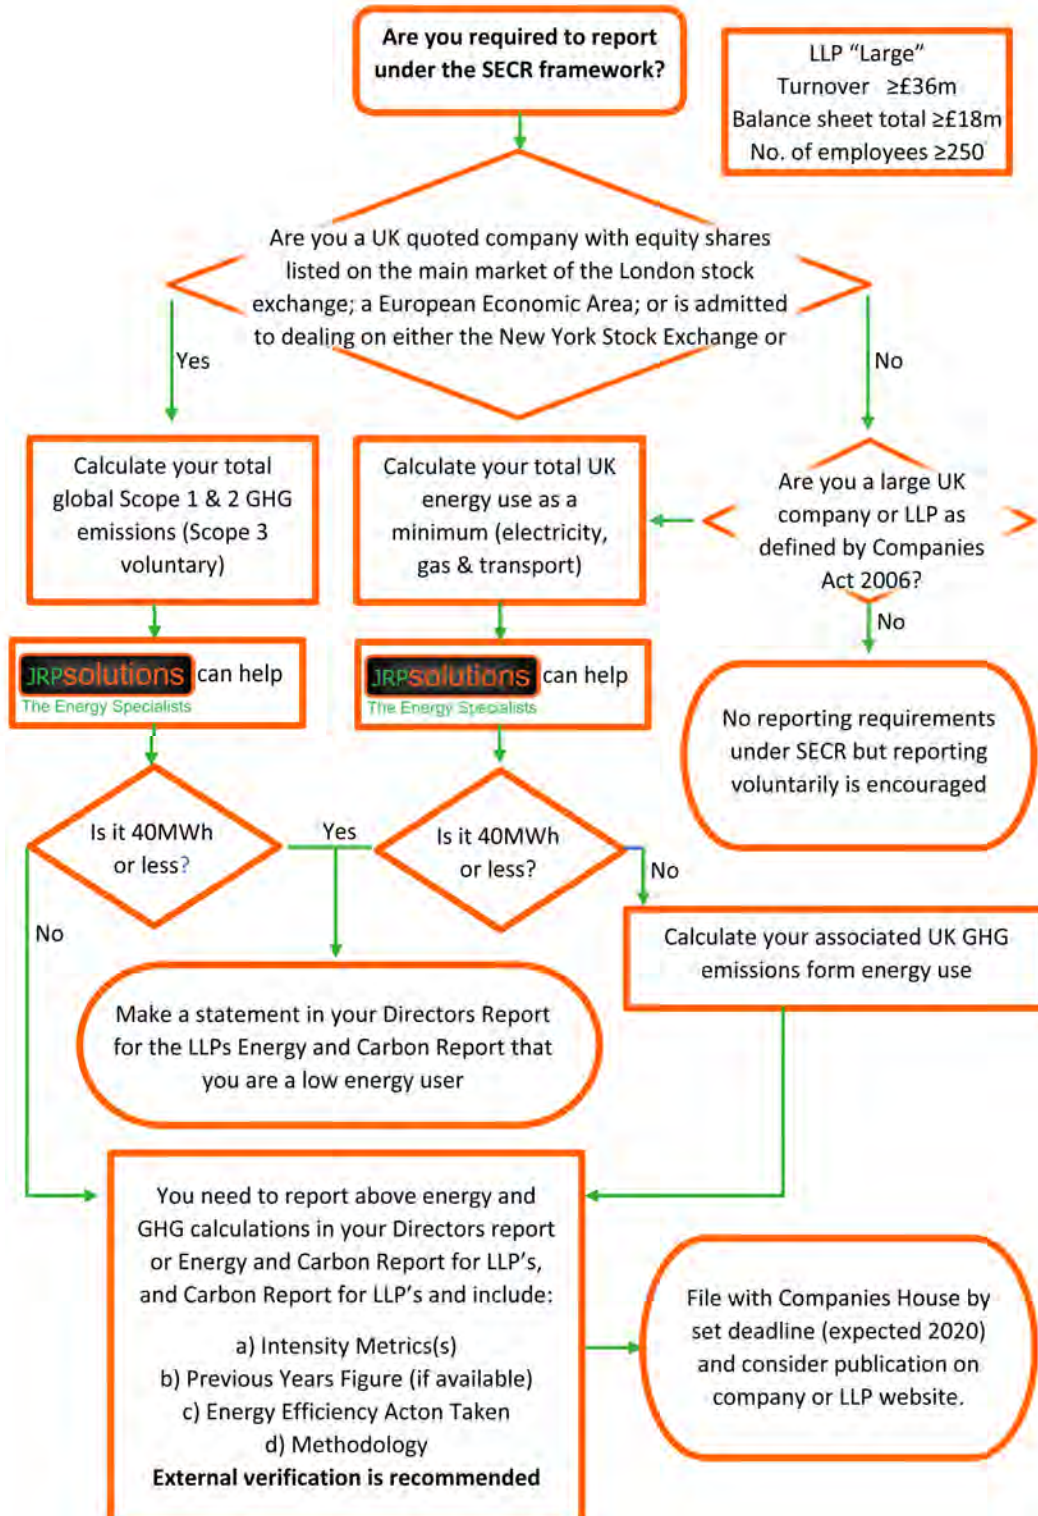 Are you required to report
under the SECR framework?
LLP “Large”
Turnover ≥£36m
Balance sheet total ≥£18m
No. of employees ≥250
Are you a UK quoted company with equity shares
listed on the main market of the London stock
exchange; a European Economic Area; or is admitted
to dealing on either the New York Stock Exchange or
Yes
No
Calculate your total
global Scope 1 & 2 GHG
emissions (Scope 3
voluntary)
Calculate your total UK
energy use as a
minimum (electricity,
gas & transport)
Are you a large UK
company or LLP as
defined by Companies
Act 2006?
No
JRPsolutions can help
The Energy Specialists
JRPsolutions can help
The Energy Specialists
No reporting requirements
under SECR but reporting
voluntarily is encouraged
Is it 40MWh
or less?
Yes
Is it 40MWh
or less?
No
No
Calculate your associated UK GHG
emissions form energy use
Make a statement in your Directors Report
for the LLPs Energy and Carbon Report that
you are a low energy user
You need to report above energy and
GHG calculations in your Directors report
or Energy and Carbon Report for LLP’s,
and Carbon Report for LLP’s and include:
a) Intensity Metrics(s)
b) Previous Years Figure (if available)
c) Energy Efficiency Acton Taken
d) Methodology
External verification is recommended
File with Companies House by
set deadline (expected 2020)
and consider publication on
company or LLP website.